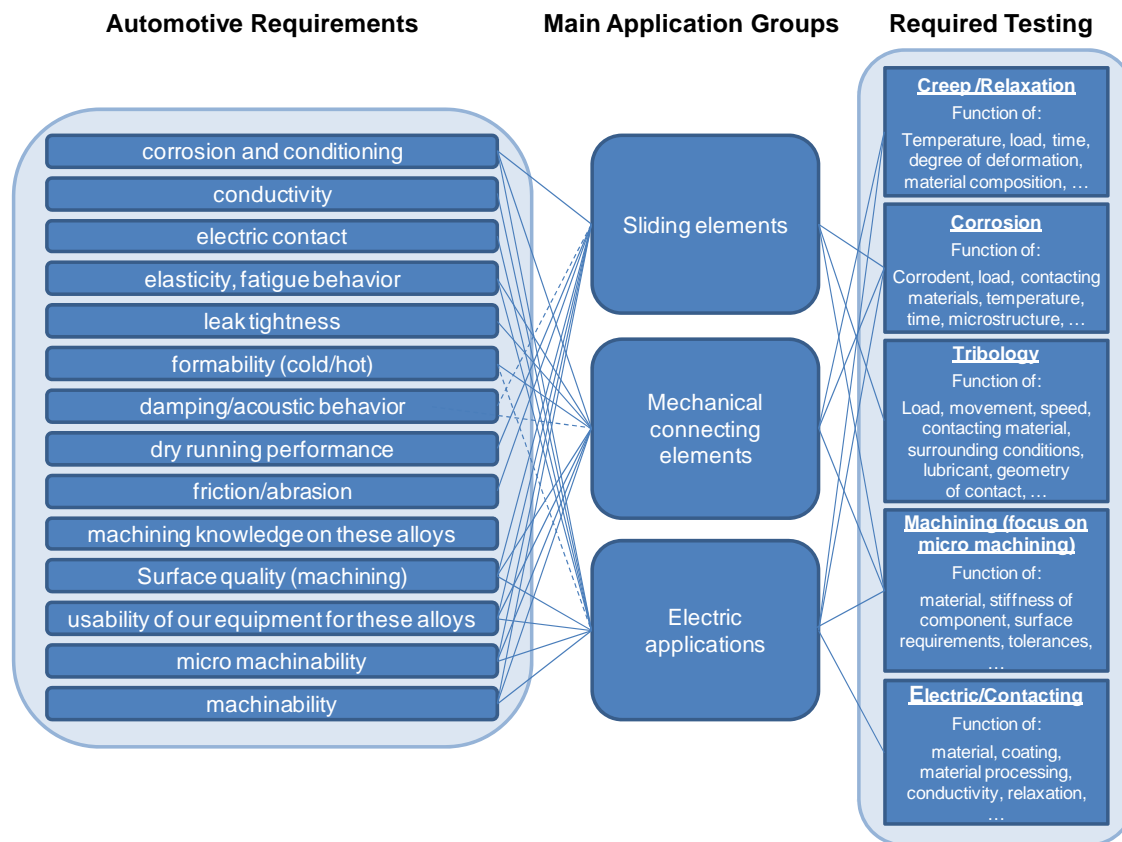 Automotive Requirements
Main Application Groups
Required Testing
corrosion and conditioning
conductivity
electric contact
elasticity, fatigue behavior
leak tightness
formability (cold/hot)
damping/acoustic behavior
dry running performance
friction/abrasion
machining knowledge on these alloys
Surface quality (machining)
usability of our equipment for these alloys
micro machinability
machinability
Sliding elements
Mechanical
connecting
elements
Electric
applications
Creep /Relaxation
Function of:
Temperature, load, time,
degree of deformation,
material composition, …
Corrosion
Function of:
Corrodent, load, contacting
materials, temperature,
time, microstructure, …
Tribology
Function of:
Load, movement, speed,
contacting material,
surrounding conditions,
lubricant, geometry
of contact, …
Machining (focus on
micro machining)
Function of:
material, stiffness of
component, surface
requirements, tolerances,
…
Electric/Contacting
Function of:
material, coating,
material processing,
conductivity, relaxation,
…